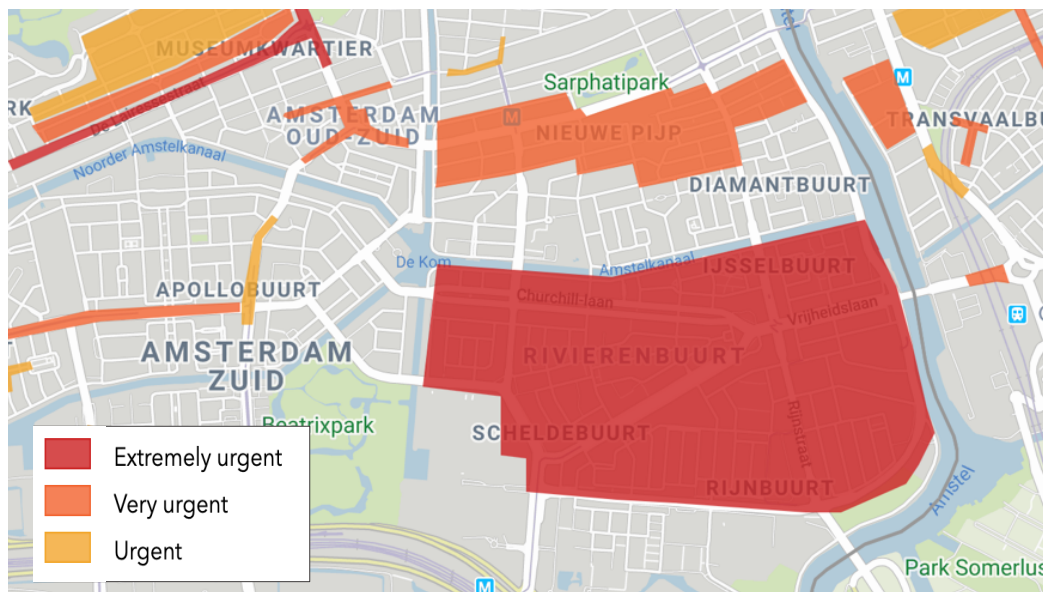 MUSEUMKWARTIER
Sarphatipark
M
RK
De Lairessestraat
AMSTERDAM
OUD-ZUID
M
NIEUWE PIJP
TRANSVAALBU
Noorder Amstelkanaal
DIAMANTBUURT
De Kom
Amstelkanaal
IJSSELBUURT
APOLLOBUURT
Churchill-laan
Vrijheidslaan
AMSTERDAM
ZUID
RIVIERENBUURT
Beatrixpark
SCHELDEBUURT
Rijnstraat
RIJNBUURT
Amstel
Extremely urgent
Very urgent
Urgent
Park Somerlus
M